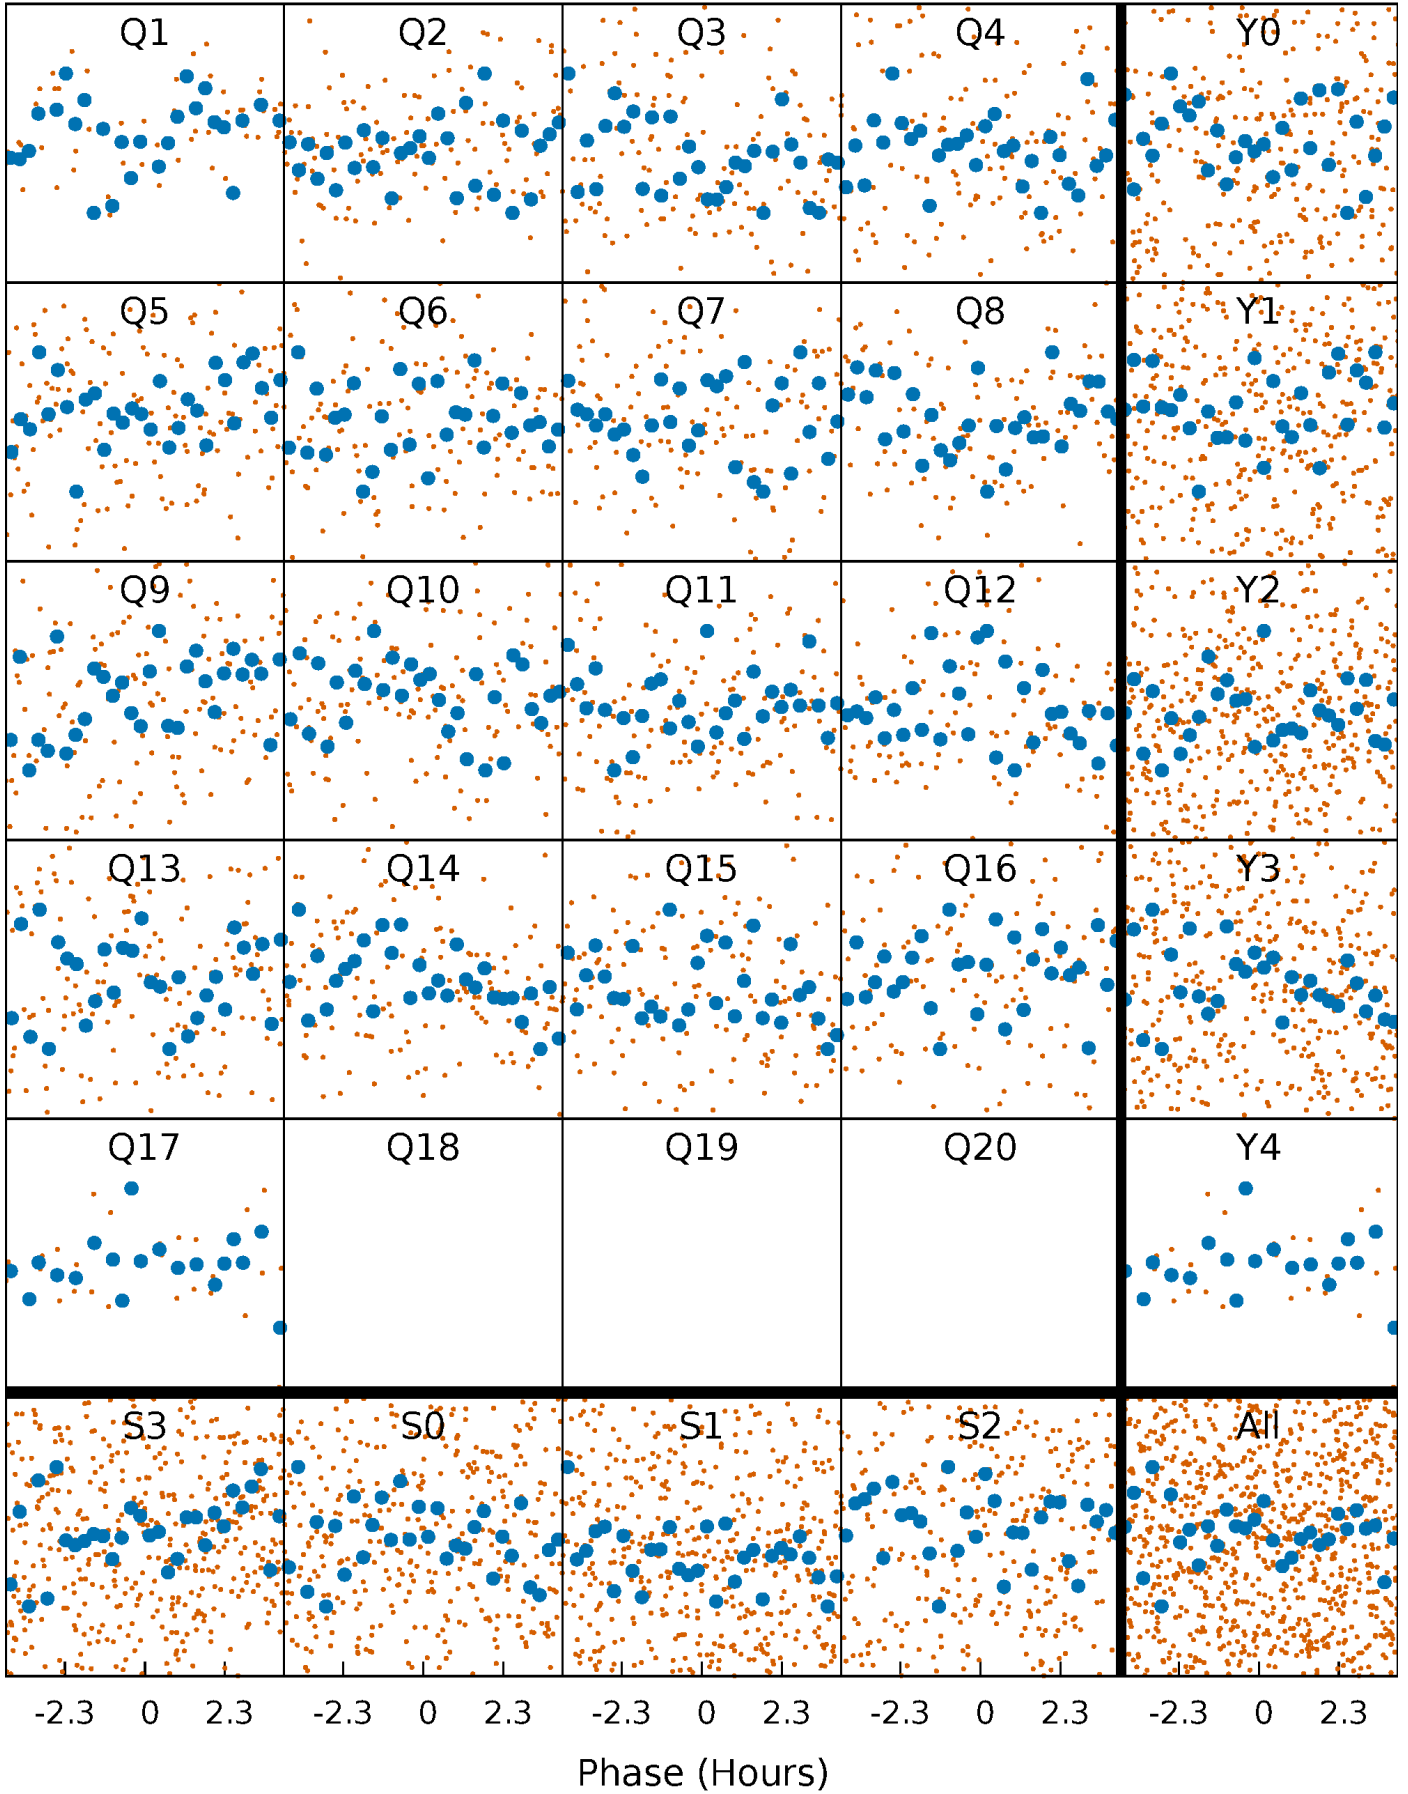 Q1 Q2 Q3 Q4 Y0
Q5 Q6 Q7 Q8 Y1
Q9 Q10 Q11 Q12 Y2
Q13 Q14 Q15 Q16 Y3
Q17 Q18 Q19 Q20 Y4
S3 S0 S1 S2 All
-2.3 0 2.3 -2.3 0 2.3 -2.3 0 2.3 -2.3 0 2.3 -2.3 0 2.3
Phase (Hours)